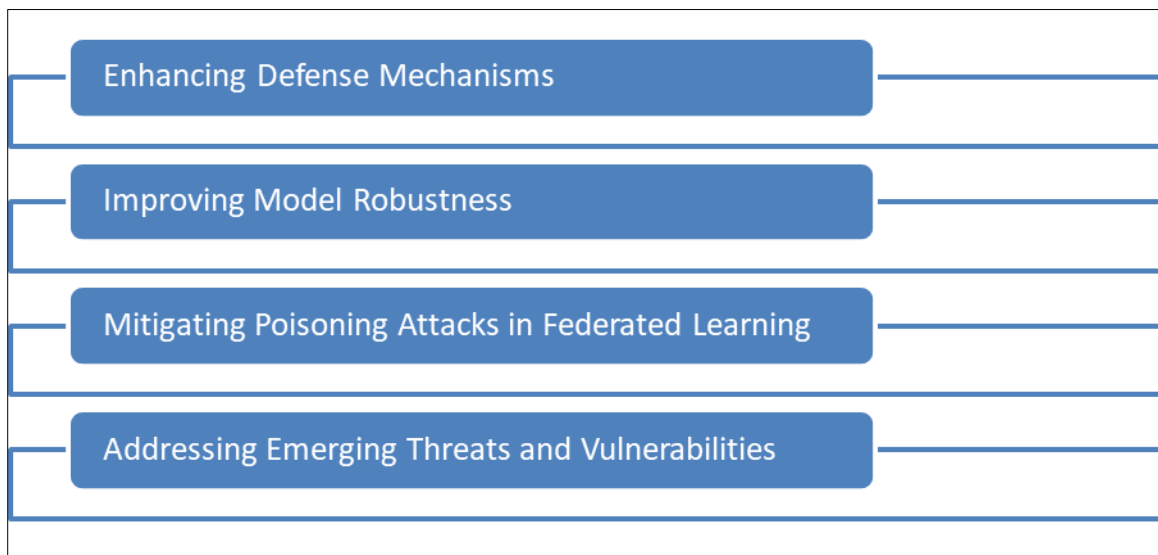 Enhancing Defense Mechanisms
Improving Model Robustness
Mitigating Poisoning Attacks in Federated Learning
Addressing Emerging Threats and Vulnerabilities